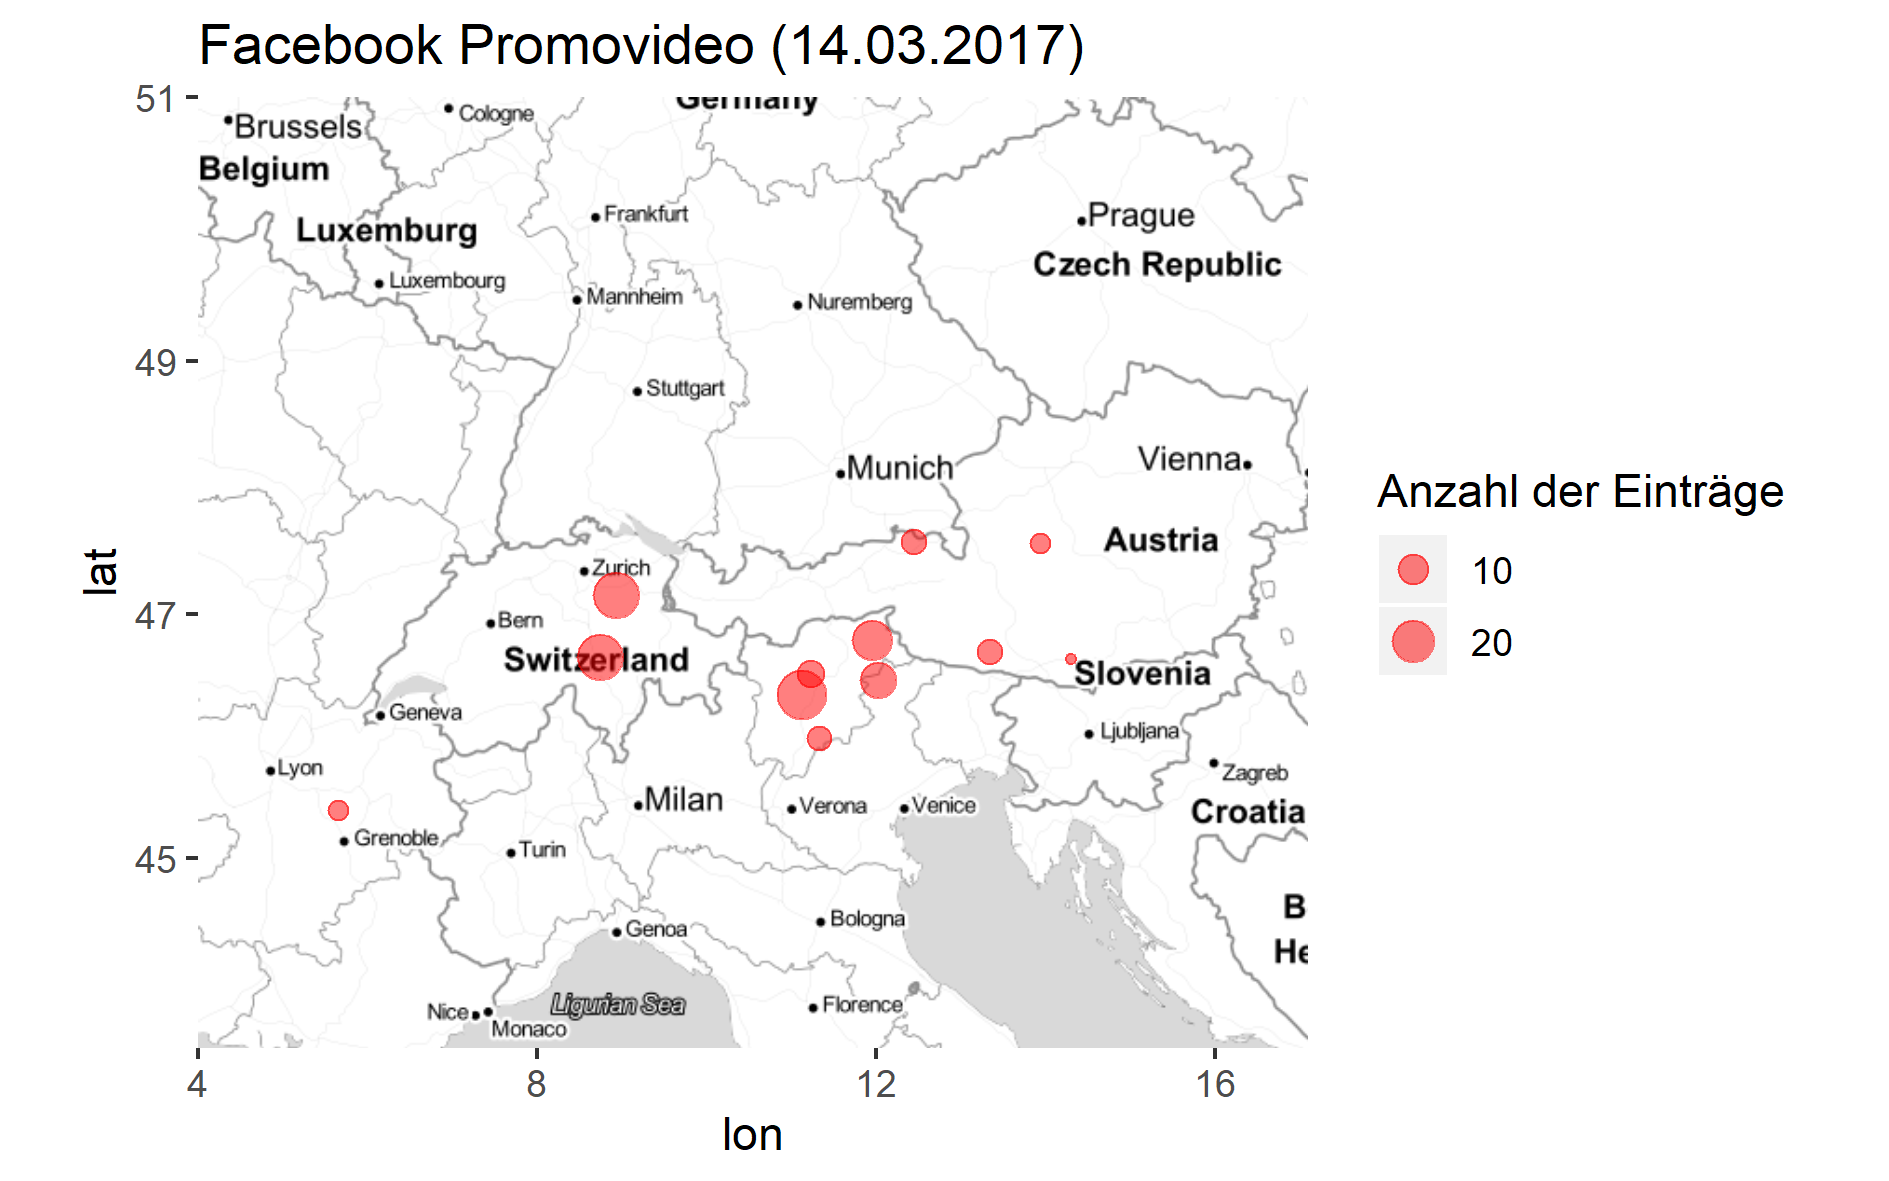 Facebook Promovideo (14.03.2017)
51
49
47
45
lat
4
8
12
16
lon
Germany
Cologne
Brussels
Belgium
Frankfurt
Prague
Luxemburg
Czech Republic
Luxembourg
Mannheim
Nuremberg
Stuttgart
Vienna
Munich
Austria
Zurich
Bern
Switzerland
Slovenia
Geneva
Ljubljana
Lyon
Zagreb
Milan
Verona
Venice
Croatia
Grenoble
Turin
B
Bologna
Genoa
He
Ligurian Sea
Florence
Nice
Monaco
Anzahl der Einträge
10
20